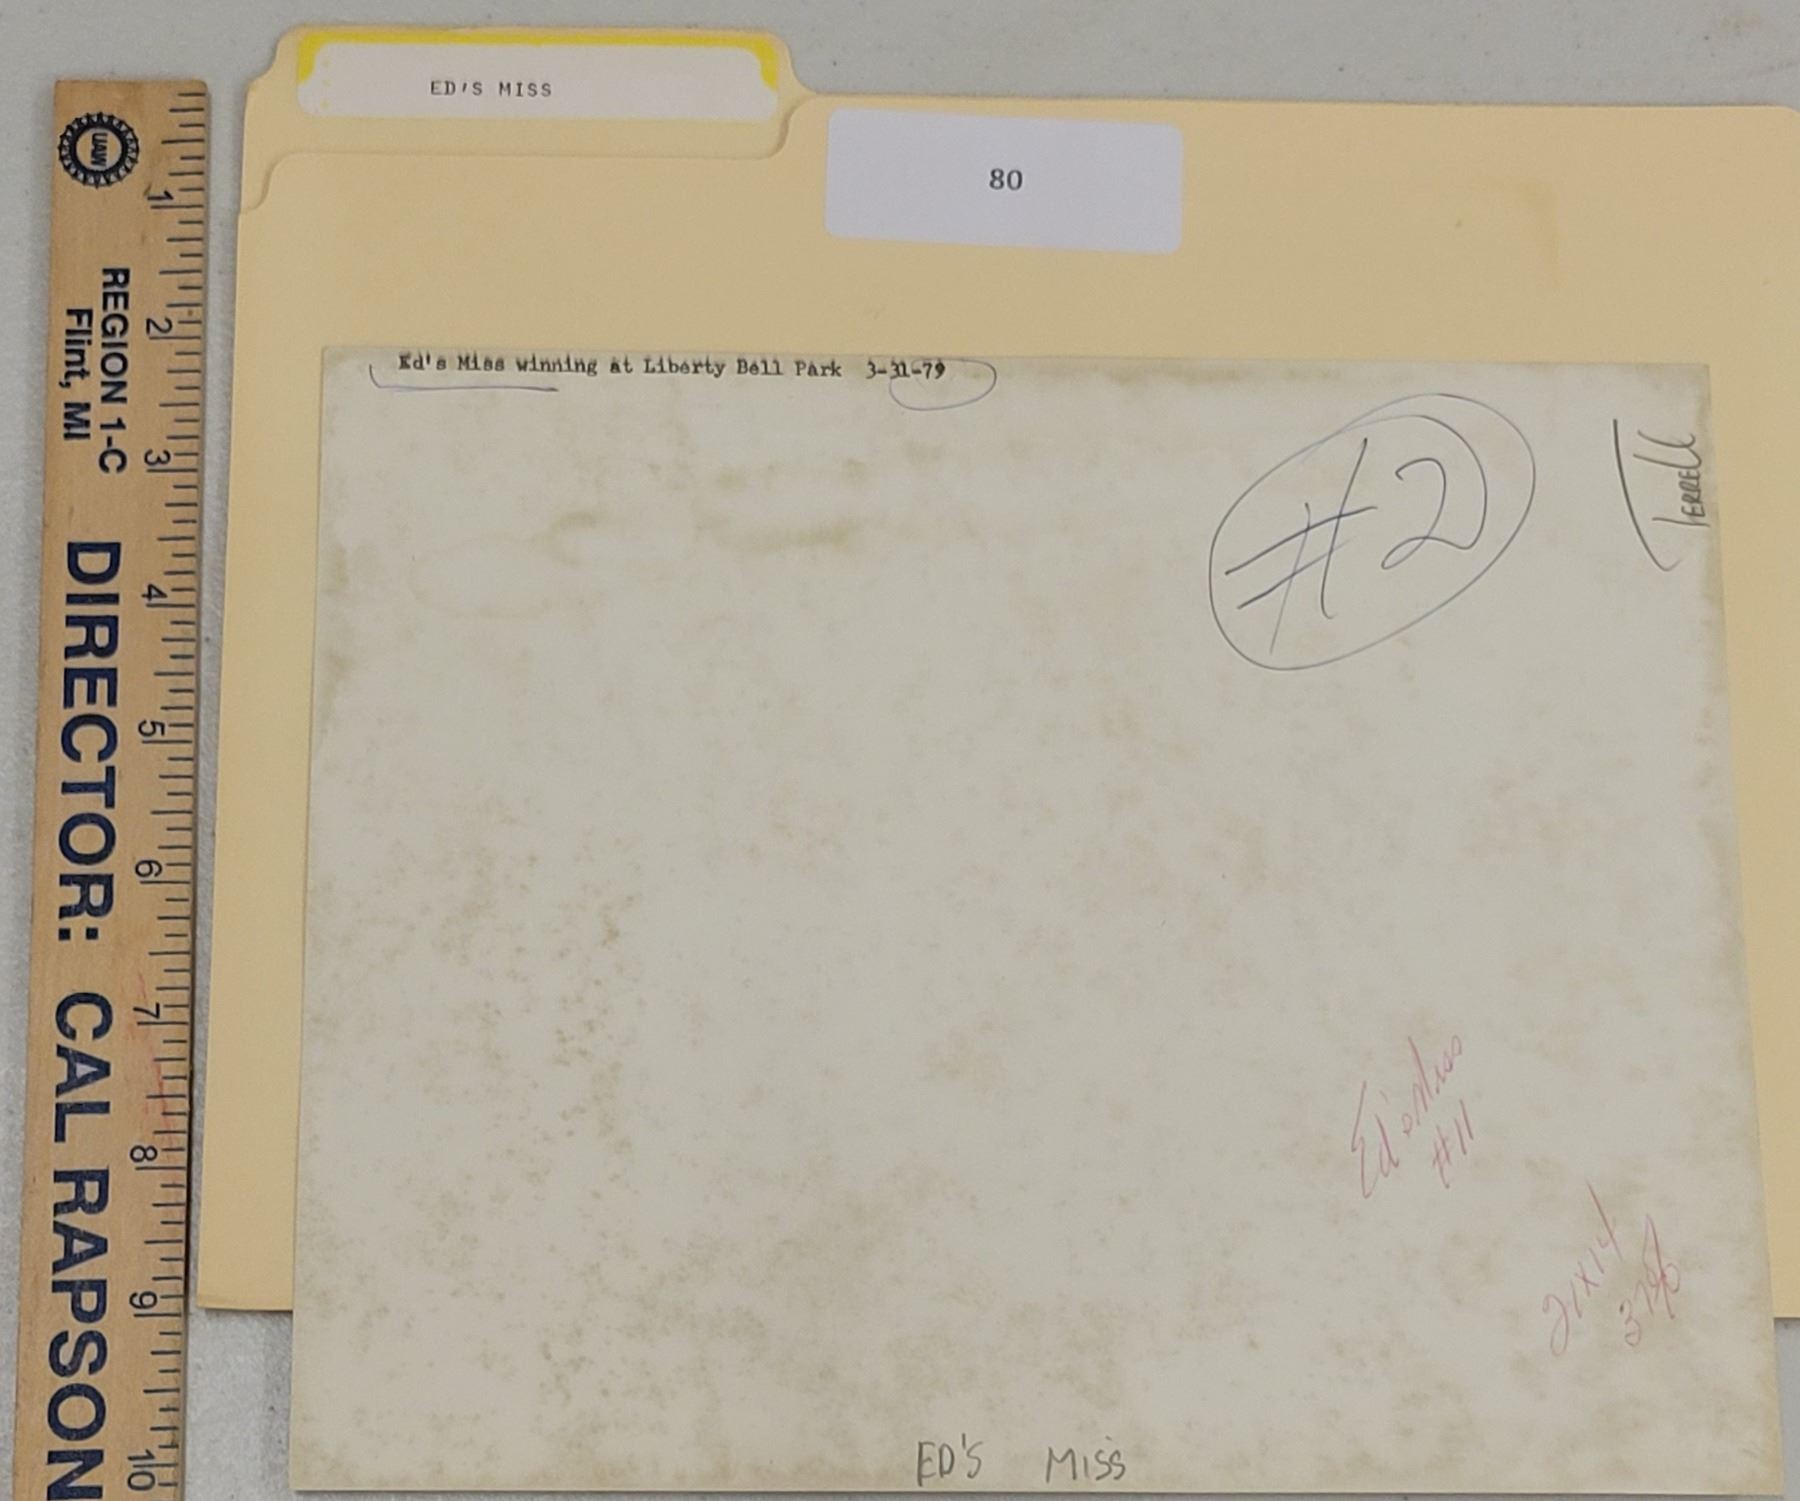 ED'S MISS
80
UAW
REGION 1-C
Flint, MI
DIRECTOR: CAL RAPSON
1
2
3
4
5
6
7
8
9
10
Ed's Miss winning at Liberty Bell Park 3-31-79
#2
TERRELL
Ed's Miss
#11
21x14
ED'S MISS